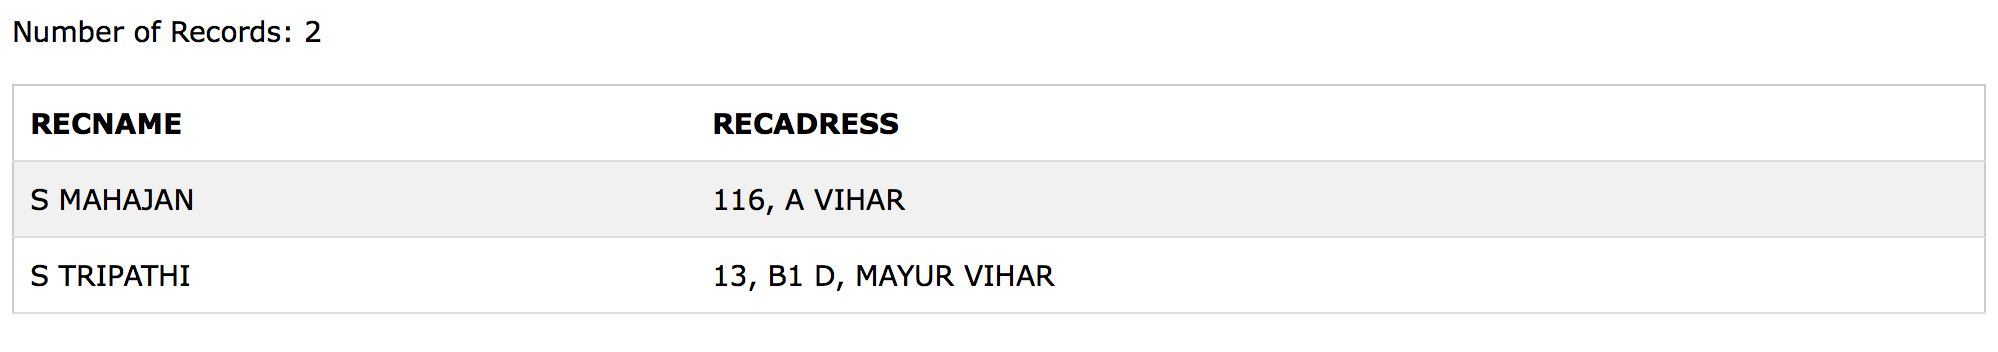 Number of Records: 2
RECNAME RECADRESS
S MAHAJAN 116, A VIHAR
S TRIPATHI 13, B1 D, MAYUR VIHAR